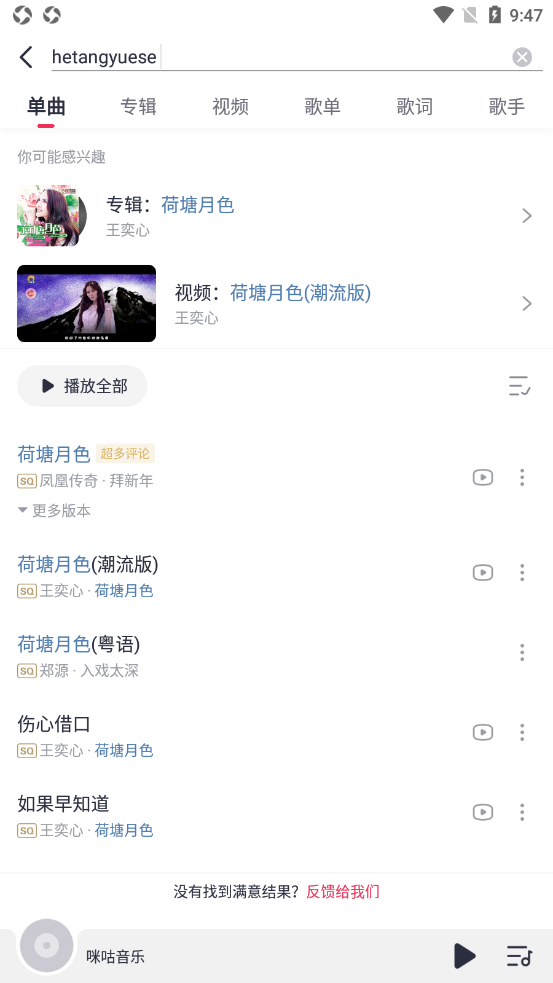 9:47
hetangyuese
单曲 专辑 视频 歌单 歌词 歌手
你可能感兴趣
专辑：荷塘月色
王奕心
视频：荷塘月色(潮流版)
王奕心
播放全部
荷塘月色 超多评论
SQ 凤凰传奇 · 拜新年
更多版本
荷塘月色(潮流版)
SQ 王奕心 · 荷塘月色
荷塘月色(粤语)
SQ 郑源 · 入戏太深
伤心借口
SQ 王奕心 · 荷塘月色
如果早知道
SQ 王奕心 · 荷塘月色
没有找到满意结果？反馈给我们
咪咕音乐